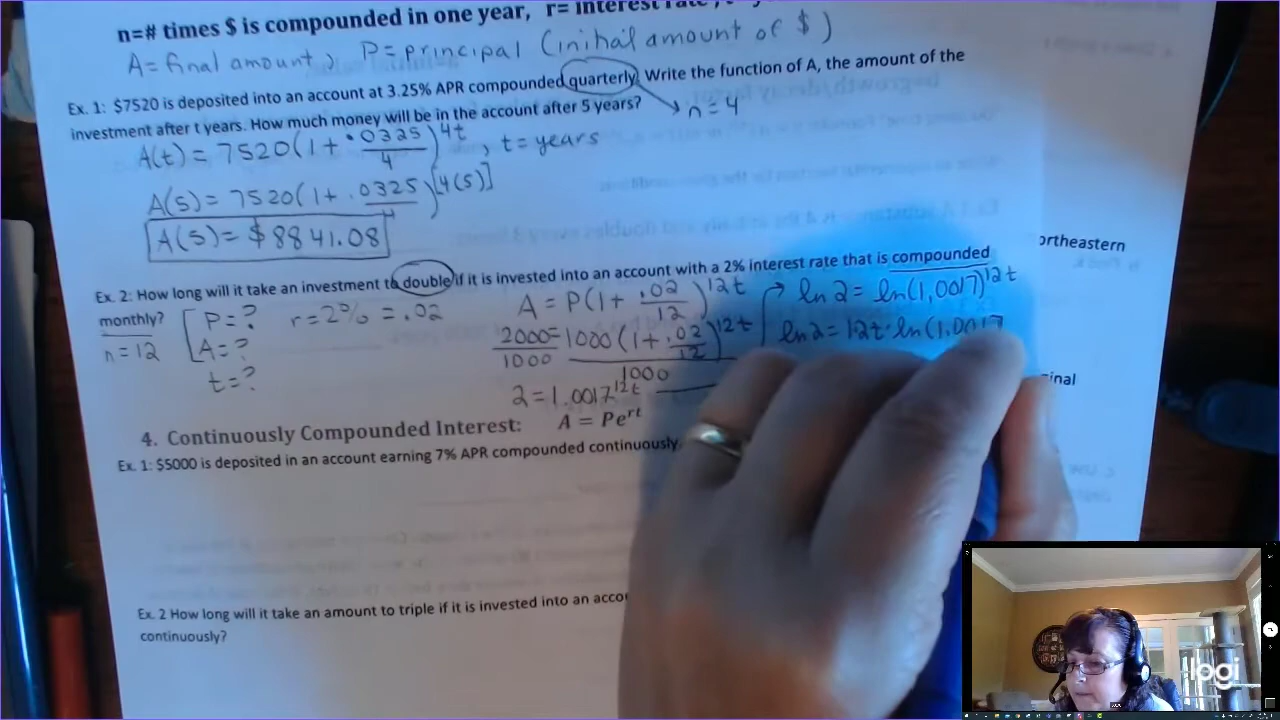 n=# times $ is compounded in one year, r= interest rate
A = final amount, P = principal (initial amount of $)
Ex. 1: $7520 is deposited into an account at 3.25% APR compounded quarterly. Write the function of A, the amount of the
investment after t years. How much money will be in the account after 5 years?
n = 4
A(t) = 7520(1 + .0325/4)^4t, t = years
A(5) = 7520(1 + .0325/4)^[4(5)]
A(5) = $8841.08
ortheastern
Ex. 2: How long will it take an investment to double if it is invested into an account with a 2% interest rate that is compounded
monthly?
n = 12
P = ?
A = ?
t = ?
r = 2% = .02
A = P(1 + .02/12)^12t
2000/1000 = 1000(1 + .02/12)^12t/1000
2 = 1.0017^12t
→ ln 2 = ln(1.0017)^12t
ln 2 = 12t · ln(1.0017
inal
4. Continuously Compounded Interest: A = Pe^rt
Ex. 1: $5000 is deposited in an account earning 7% APR compounded continuously.
Ex. 2 How long will it take an amount to triple if it is invested into an acco
continuously?
logi